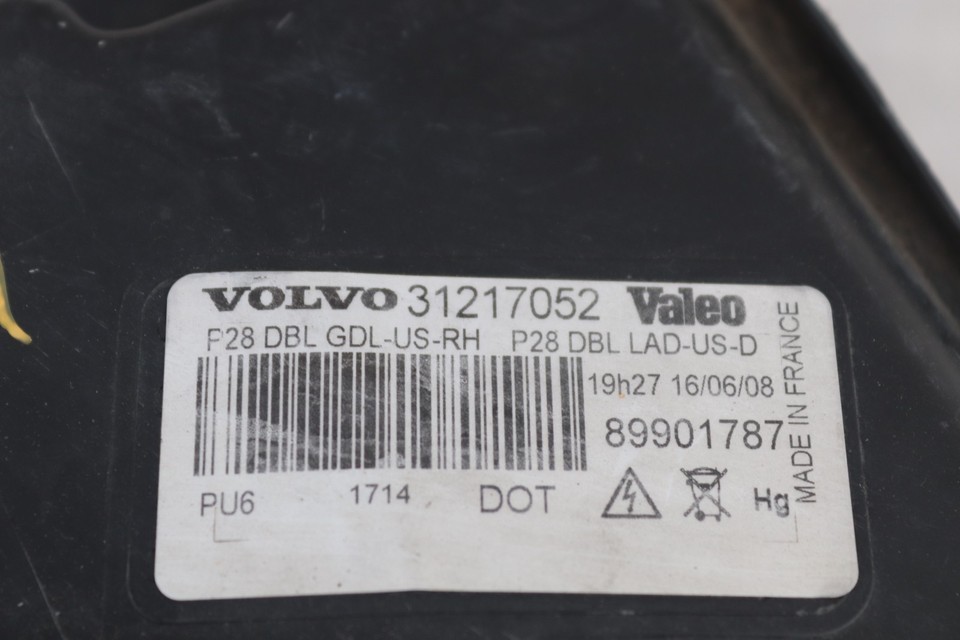 VOLVO 31217052 Valeo
P28 DBL GDL-US-RH P28 DBL LAD-US-D
19h27 16/06/08
89901787
MADE IN FRANCE
PU6 1714 DOT Hg